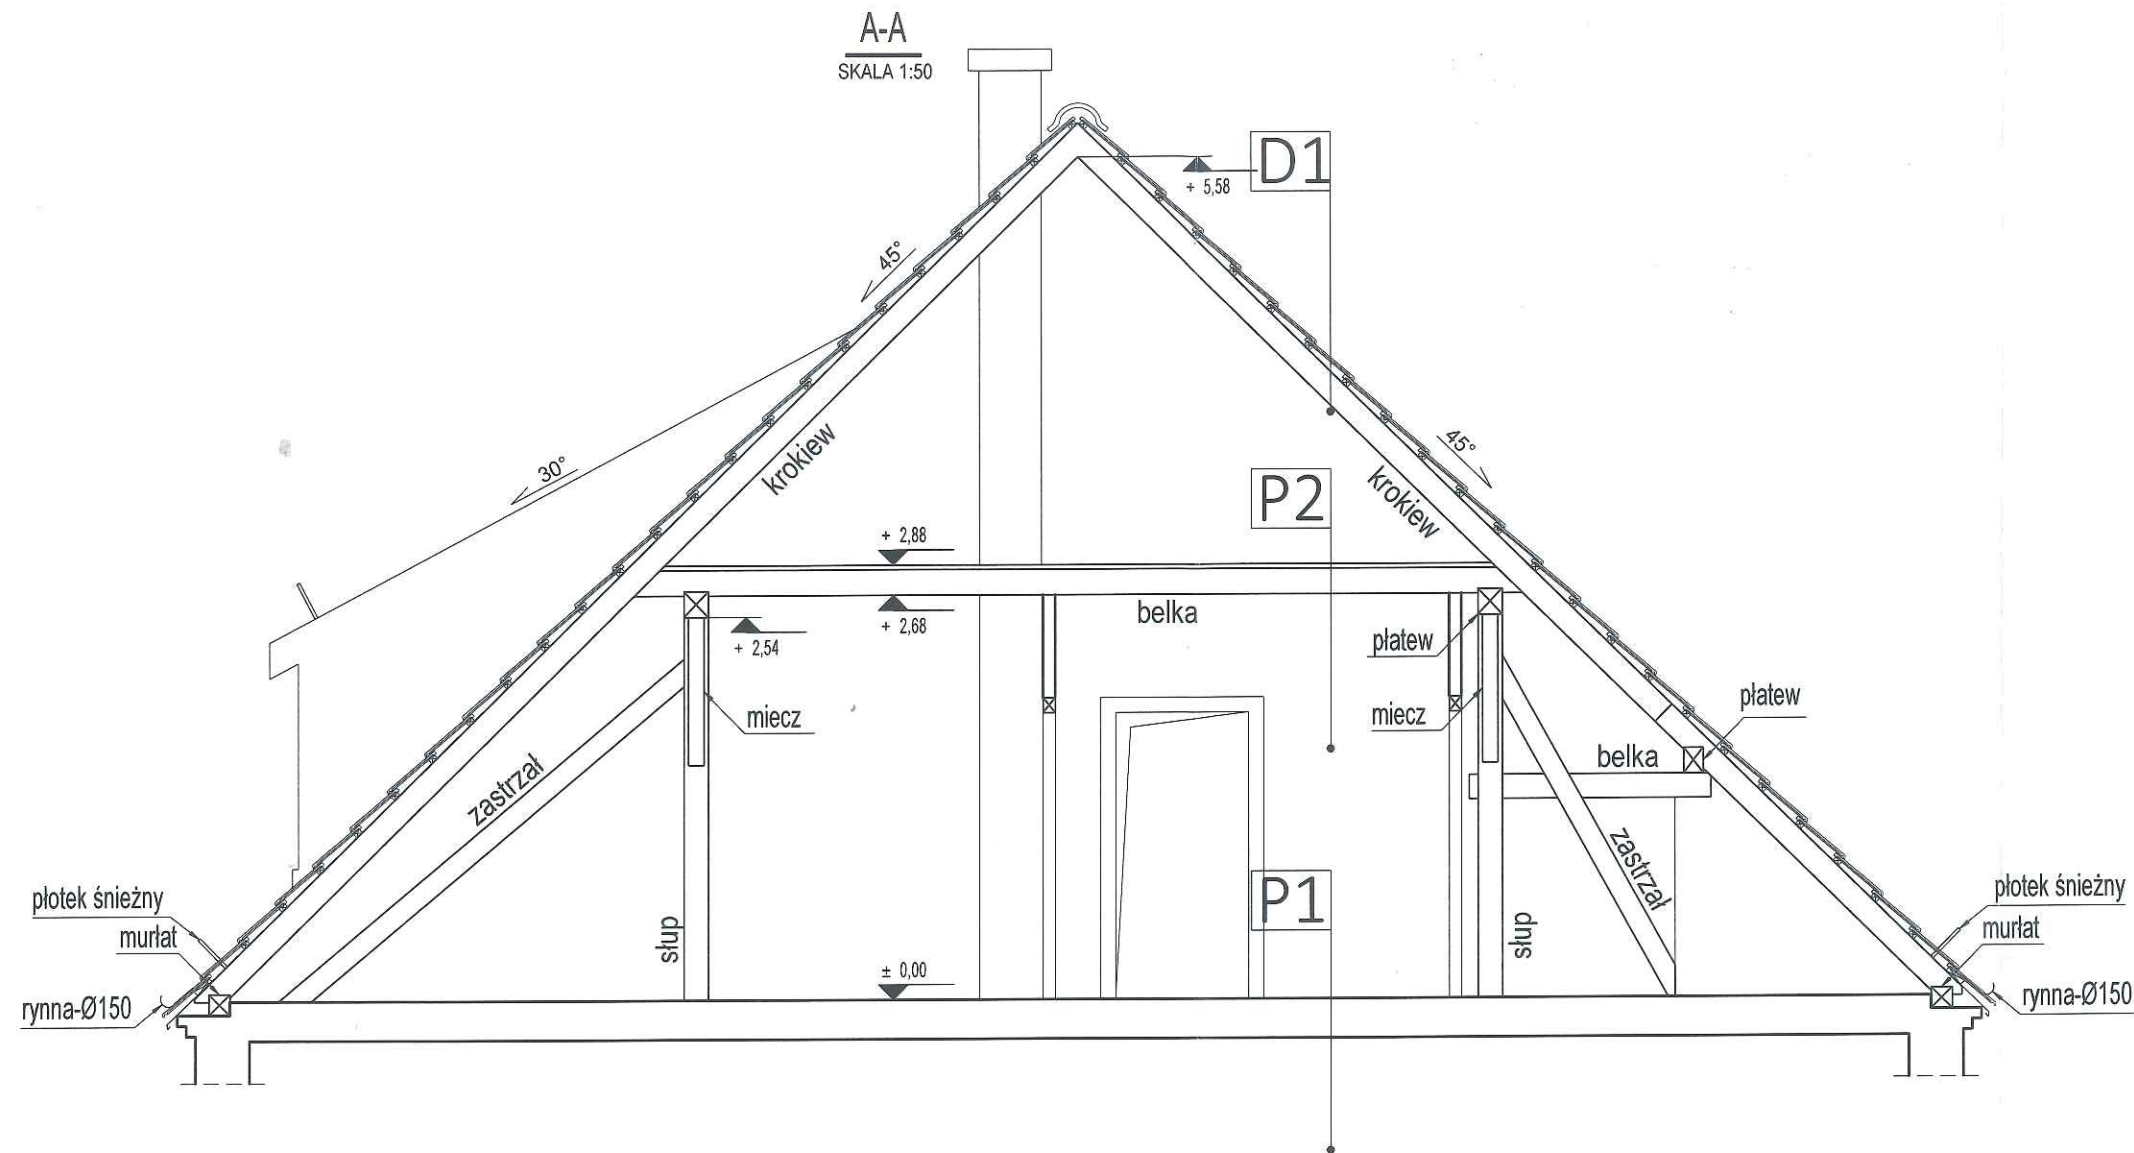 A-A
SKALA 1:50
D1
+ 5,58
45°
30°
krokiew
45°
krokiew
P2
+ 2,88
+ 2,68
+ 2,54
belka
płatew
miecz
miecz
płatew
belka
zastrzał
zastrzał
P1
słup
słup
± 0,00
płotek śnieżny
murłat
rynna-Ø150
płotek śnieżny
murłat
rynna-Ø150